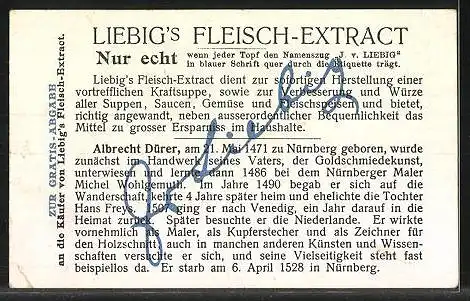 ZUR GRATIS-ABGABE
an die Käufer von Liebig's Fleisch-Extract.
LIEBIG's FLEISCH-EXTRACT
Nur echt
wenn jeder Topf den Namenszug „J. v. LIEBIG“
in blauer Schrift quer durch die Etiquette trägt.
Liebig's Fleisch-Extract dient zur sofortigen Herstellung einer
vortrefflichen Kraftsuppe, sowie zur Verbesserung und Würze
aller Suppen, Saucen, Gemüse und Fleischspeisen und bietet,
richtig angewandt, neben ausserordentlicher Bequemlichkeit das
Mittel zu grosser Ersparniss im Haushalte.
Albrecht Dürer, am 21. Mai 1471 zu Nürnberg geboren, wurde
zunächst im Handwerk des Vaters, der Goldschmiedekunst,
unterwiesen und lernte dann 1486 bei dem Nürnberger Maler
Michel Wohlgemuth. Im Jahre 1490 begab er sich auf die
Wanderschaft, kehrte 4 Jahre später heim und ehelichte die Tochter
Hans Freys. 1505 ging er nach Venedig, ein Jahr darauf in die
Heimat zurück. Später besuchte er die Niederlande. Er wirkte
vornehmlich als Maler, als Kupferstecher und als Zeichner für
den Holzschnitt, auch in manchen anderen Künsten und Wissen-
schaften versuchte er sich, und seine Vielseitigkeit steht fast
beispiellos da. Er starb am 6. April 1528 in Nürnberg.
J v Liebig